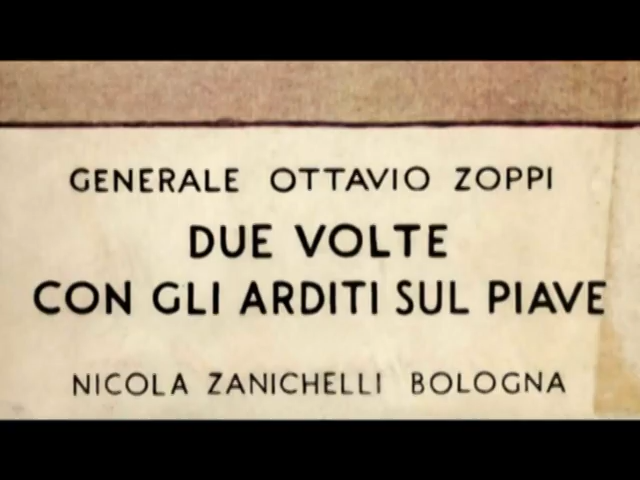 GENERALE OTTAVIO ZOPPI
DUE VOLTE
CON GLI ARDITI SUL PIAVE
NICOLA ZANICHELLI BOLOGNA